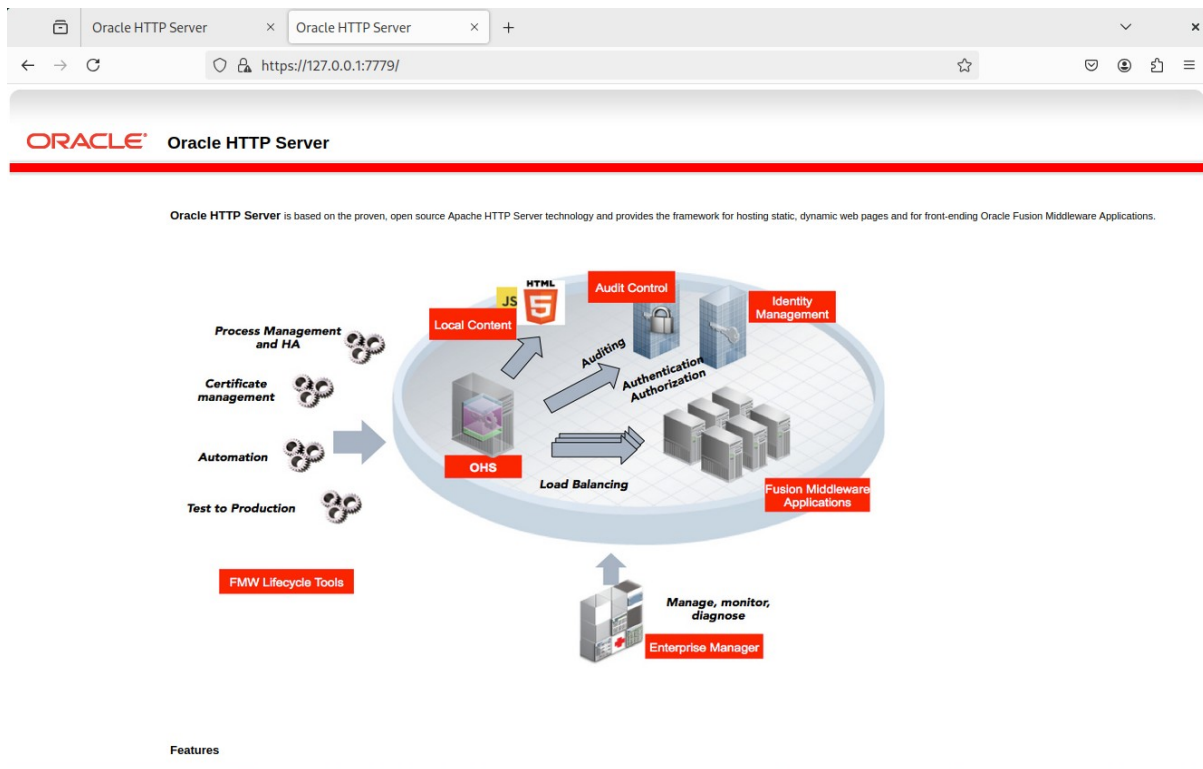 Oracle HTTP Server
Oracle HTTP Server
https://127.0.0.1:7779/
ORACLE® Oracle HTTP Server
Oracle HTTP Server is based on the proven, open source Apache HTTP Server technology and provides the framework for hosting static, dynamic web pages and for front-ending Oracle Fusion Middleware Applications.
Process Management
and HA
Certificate
management
Automation
Test to Production
FMW Lifecycle Tools
JS
HTML
5
Local Content
Audit Control
Identity
Management
Auditing
Authentication
Authorization
OHS
Load Balancing
Fusion Middleware
Applications
Manage, monitor,
diagnose
Enterprise Manager
Features